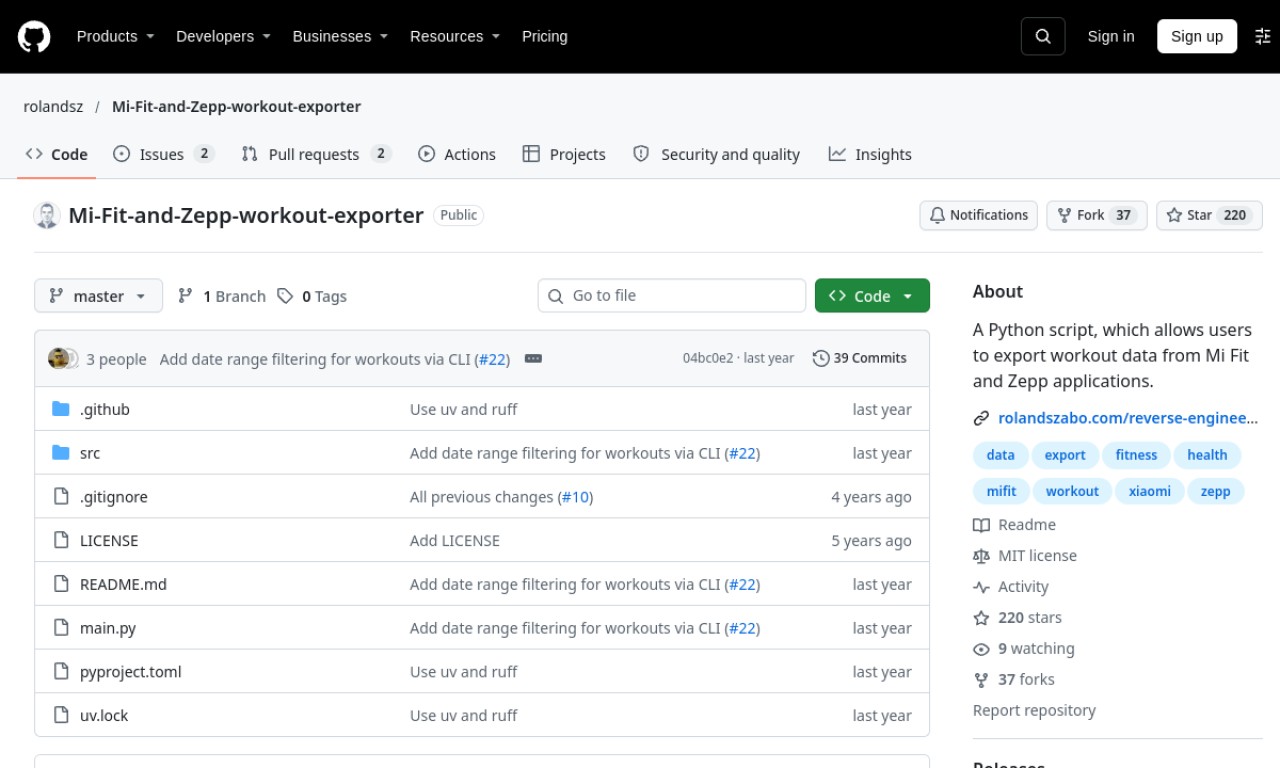 Products Developers Businesses Resources Pricing Sign in Sign up
rolandsz / Mi-Fit-and-Zepp-workout-exporter
Code Issues 2 Pull requests 2 Actions Projects Security and quality Insights
Mi-Fit-and-Zepp-workout-exporter Public Notifications Fork 37 Star 220
master 1 Branch 0 Tags Go to file Code
3 people Add date range filtering for workouts via CLI (#22) 04bc0e2 · last year 39 Commits
.github Use uv and ruff last year
src Add date range filtering for workouts via CLI (#22) last year
.gitignore All previous changes (#10) 4 years ago
LICENSE Add LICENSE 5 years ago
README.md Add date range filtering for workouts via CLI (#22) last year
main.py Add date range filtering for workouts via CLI (#22) last year
pyproject.toml Use uv and ruff last year
uv.lock Use uv and ruff last year
About
A Python script, which allows users
to export workout data from Mi Fit
and Zepp applications.
rolandszabo.com/reverse-enginee...
data export fitness health
mifit workout xiaomi zepp
Readme
MIT license
Activity
220 stars
9 watching
37 forks
Report repository
Releases